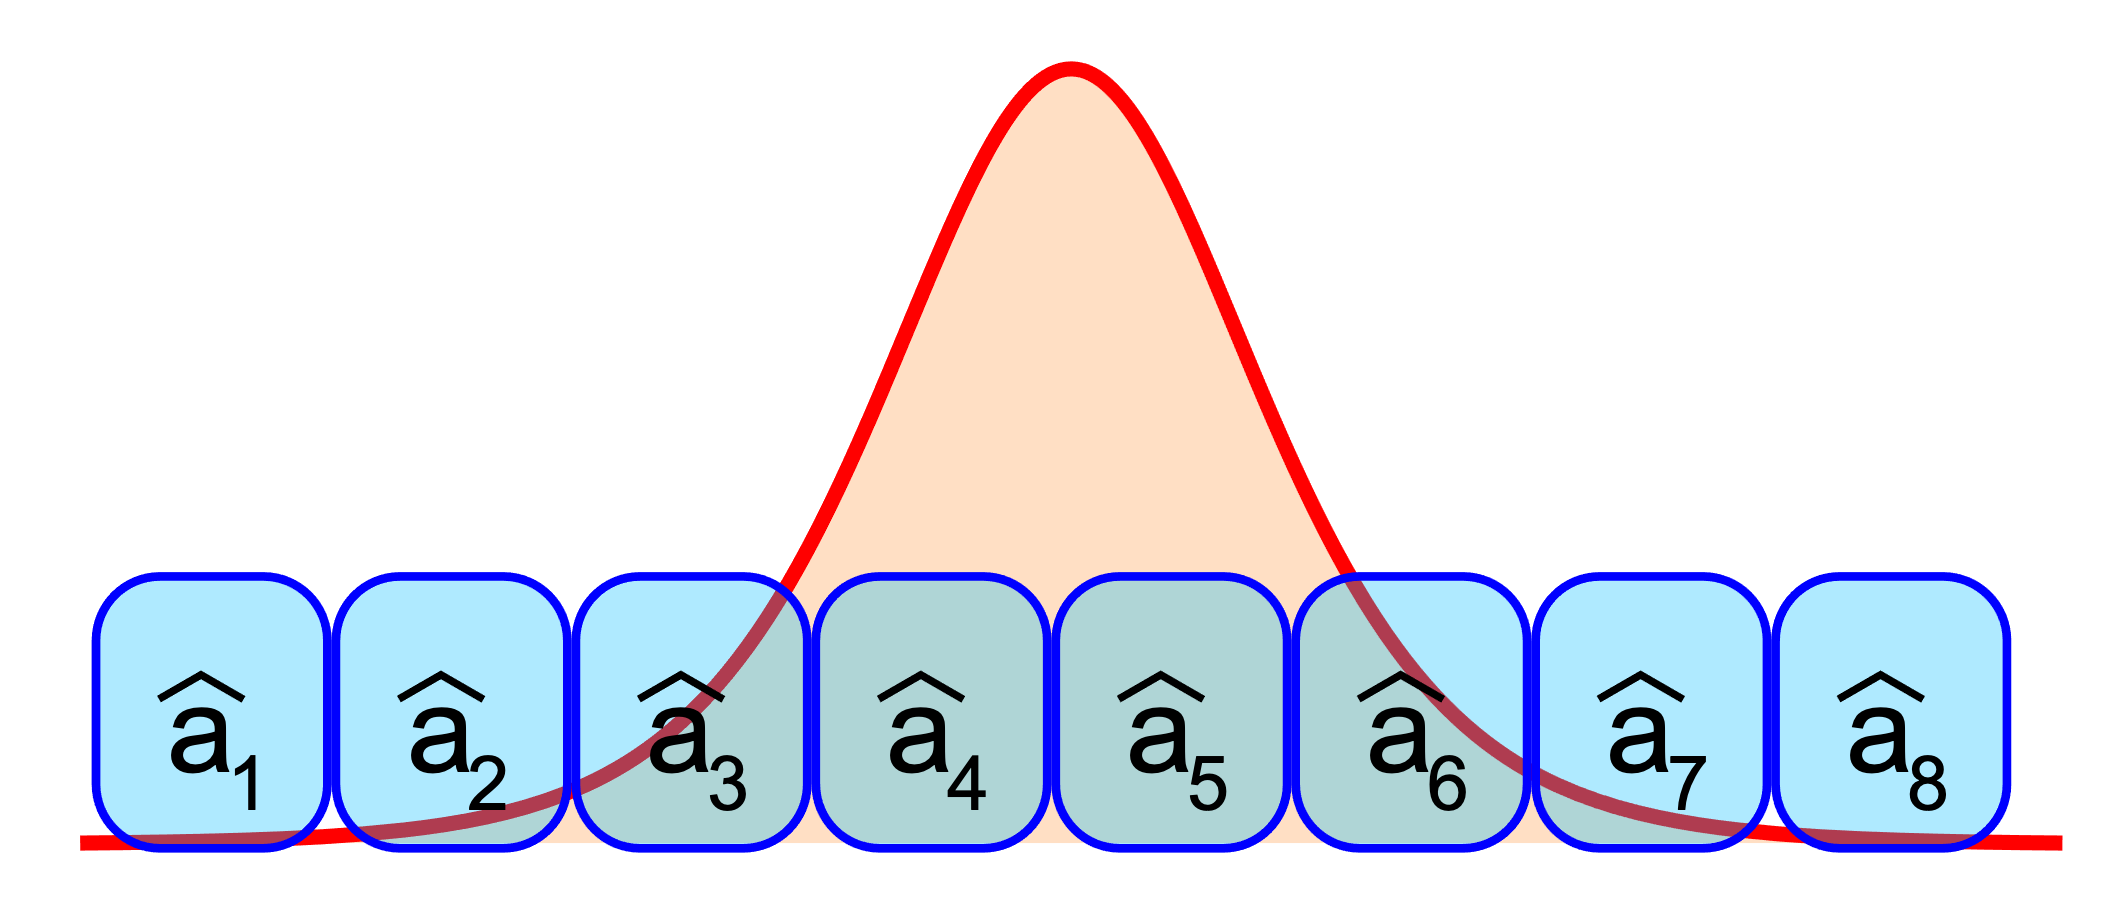 â₁ â₂ â₃ â₄ â₅ â₆ â₇ â₈